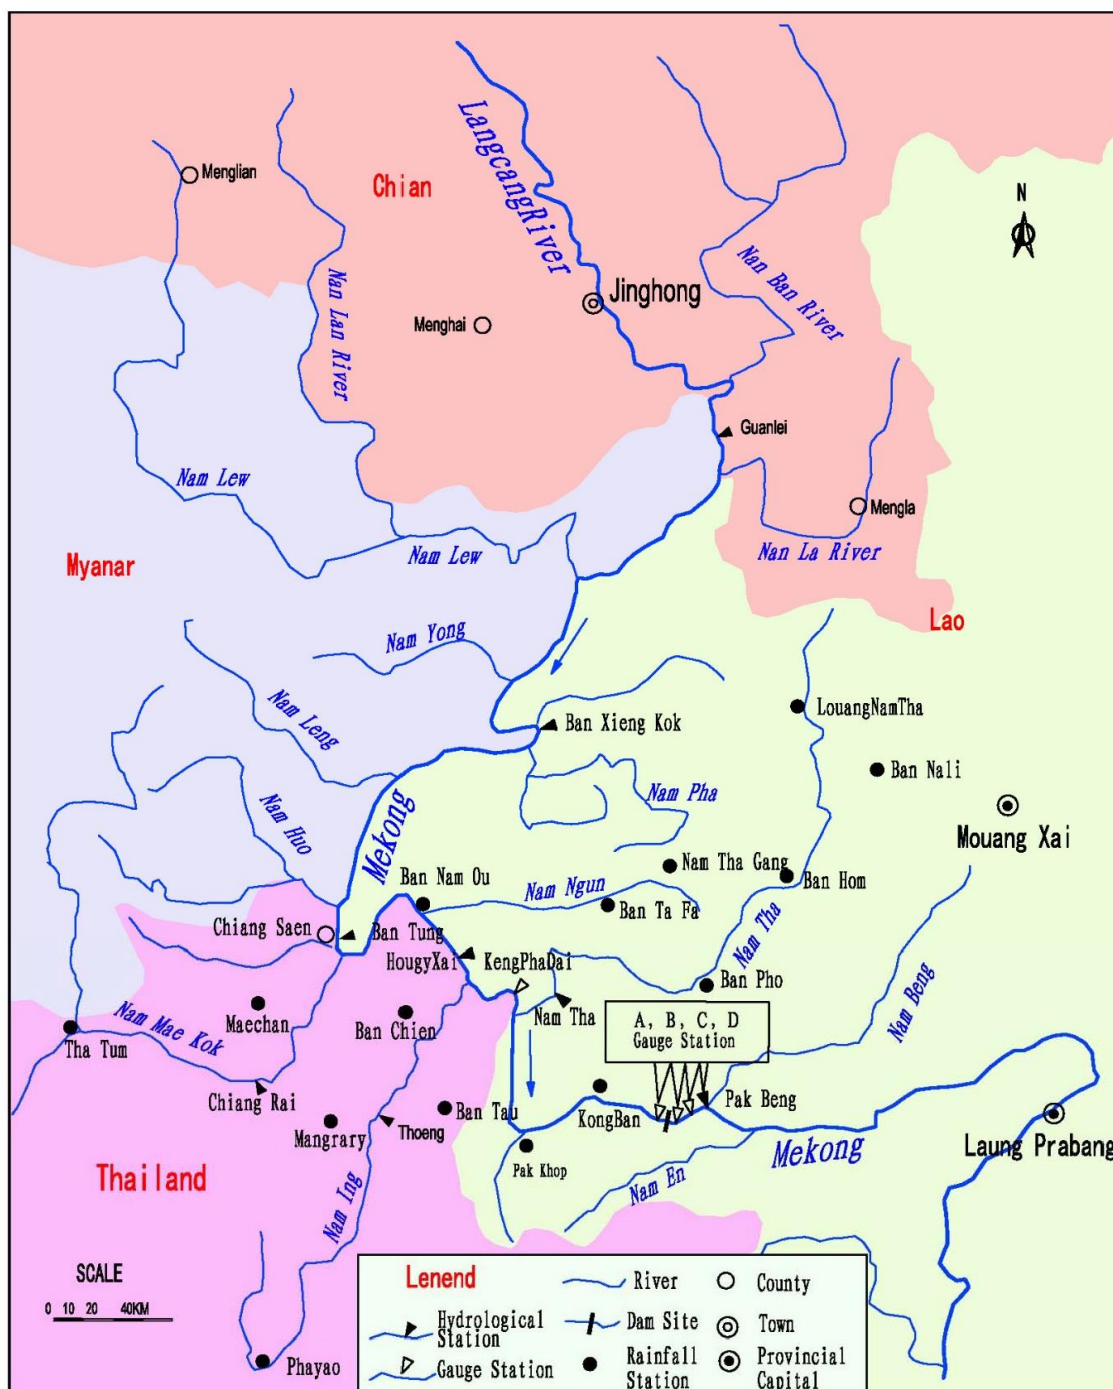 N
Menglian
Chian
LangcangRiver
Nan Lan River
Nan Ban River
Jinghong
Menghai
Guanlei
Nam Lew
Mengla
Nam Lew
Nan La River
Myanar
Lao
Nam Yong
Nam Leng
LouangNamTha
Ban Xieng Kok
Ban Nali
Nam Pha
Mouang Xai
Nam Huo
Mekong
Nam Tha Gang
Ban Nam Ou
Nam Ngun
Ban Hom
Ban Ta Fa
Chiang Saen
Ban Tung
Nam Tha
HougyXai
KengPhaDai
Ban Pho
Nam Beng
Maechan
Ban Chien
Nam Tha
A, B, C, D
Gauge Station
Nam Mae Kok
Tha Tum
Chiang Rai
KongBan
Pak Beng
Ban Tau
Mangrary
Thoeng
Pak Khop
Mekong
Laung Prabang
Thailand
Nam Ing
Nam En
SCALE
0 10 20 40KM
Phayao
Lenend
River
County
Hydrological
Station
Dam Site
Town
Gauge Station
Rainfall
Station
Provincial
Capital